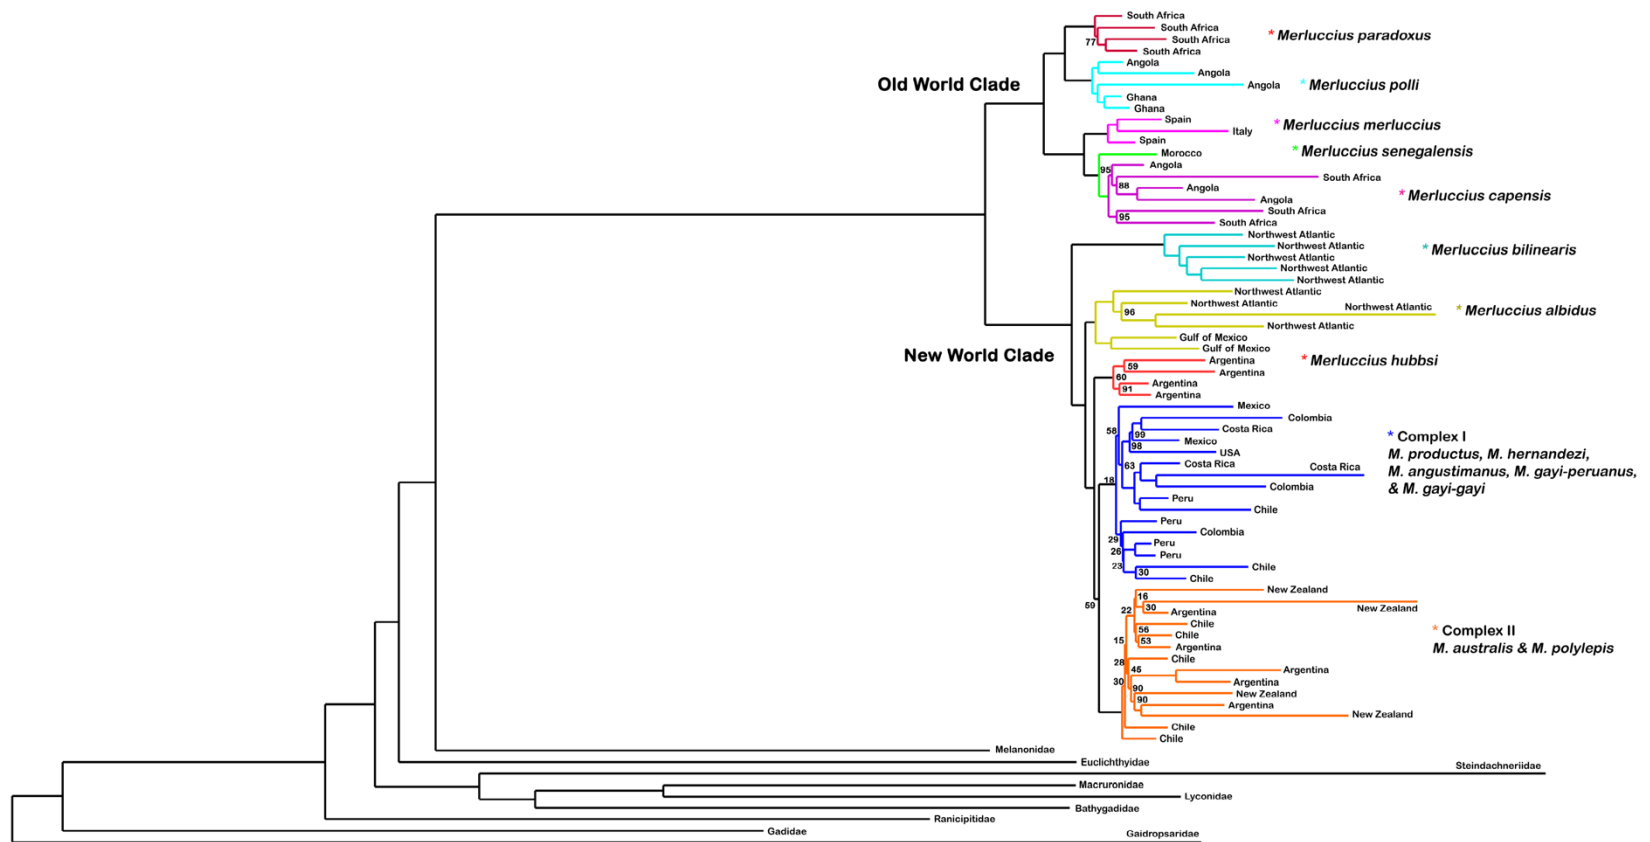 South Africa
South Africa
77
South Africa
South Africa
* Merluccius paradoxus
Angola
Angola
Angola
Ghana
Ghana
* Merluccius polli
Old World Clade
Spain
Italy
Spain
* Merluccius merluccius
Morocco
* Merluccius senegalensis
Angola
95
South Africa
88
Angola
Angola
South Africa
95
South Africa
* Merluccius capensis
Northwest Atlantic
Northwest Atlantic
Northwest Atlantic
Northwest Atlantic
Northwest Atlantic
* Merluccius bilinearis
Northwest Atlantic
Northwest Atlantic
Northwest Atlantic
96
Northwest Atlantic
Gulf of Mexico
Gulf of Mexico
* Merluccius albidus
New World Clade
Argentina
59
Argentina
60
Argentina
91
Argentina
* Merluccius hubbsi
Mexico
Colombia
58
Costa Rica
99
Mexico
98
USA
63
Costa Rica
Costa Rica
18
Colombia
Peru
Chile
Peru
Colombia
29
Peru
26
Peru
23
Chile
30
Chile
* Complex I
M. productus, M. hernandezi,
M. angustimanus, M. gayi-peruanus,
& M. gayi-gayi
59
New Zealand
16
New Zealand
22
30
Argentina
Chile
56
Chile
53
Argentina
15
Chile
28
45
Argentina
30
Argentina
90
New Zealand
90
Argentina
New Zealand
Chile
Chile
* Complex II
M. australis & M. polylepis
Melanonidae
Euclichthyidae
Steindachneriidae
Macruronidae
Lyconidae
Bathygadidae
Ranicipitidae
Gadidae
Gaidropsaridae